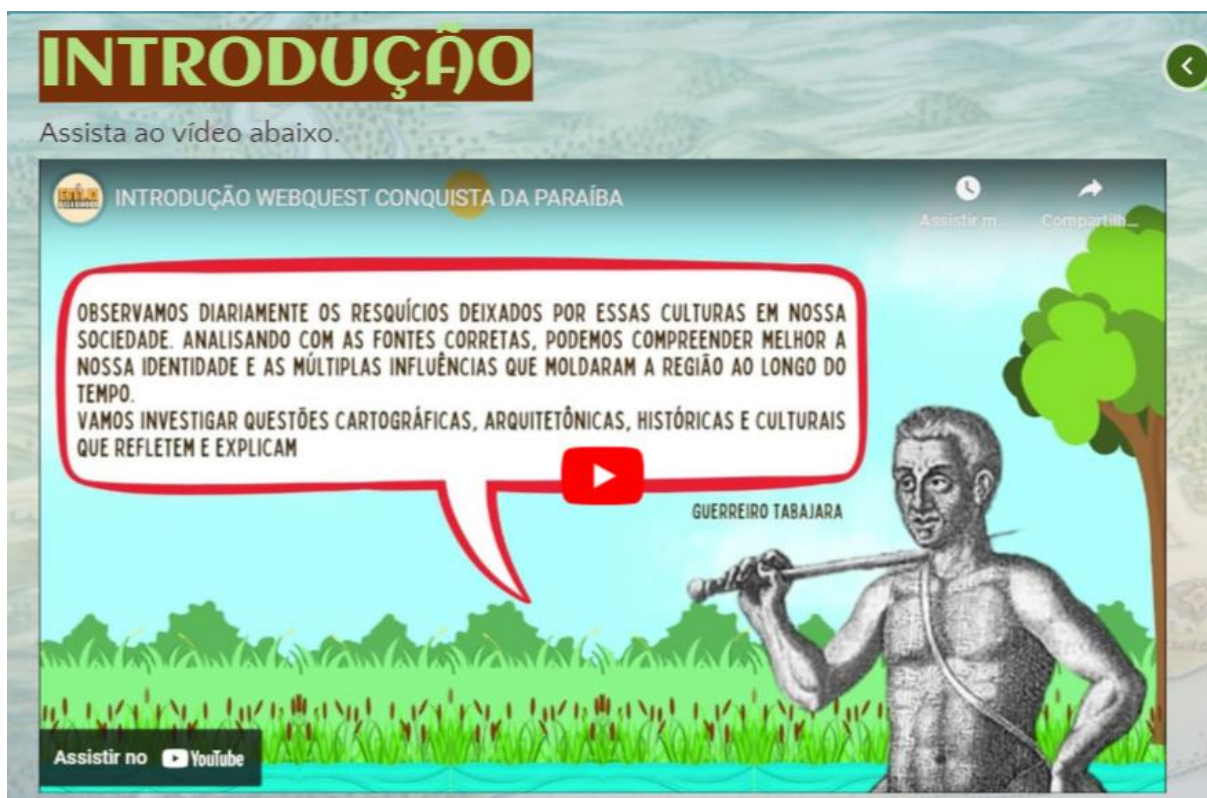 INTRODUÇÃO
Assista ao vídeo abaixo.
INTRODUÇÃO WEBQUEST CONQUISTA DA PARAÍBA
Assistir m...
Compartilh...
OBSERVAMOS DIARIAMENTE OS RESQUÍCIOS DEIXADOS POR ESSAS CULTURAS EM NOSSA
SOCIEDADE. ANALISANDO COM AS FONTES CORRETAS, PODEMOS COMPREENDER MELHOR A
NOSSA IDENTIDADE E AS MÚLTIPLAS INFLUÊNCIAS QUE MOLDARAM A REGIÃO AO LONGO DO
TEMPO.
VAMOS INVESTIGAR QUESTÕES CARTOGRÁFICAS, ARQUITETÔNICAS, HISTÓRICAS E CULTURAIS
QUE REFLETEM E EXPLICAM
GUERREIRO TABAJARA
Assistir no YouTube